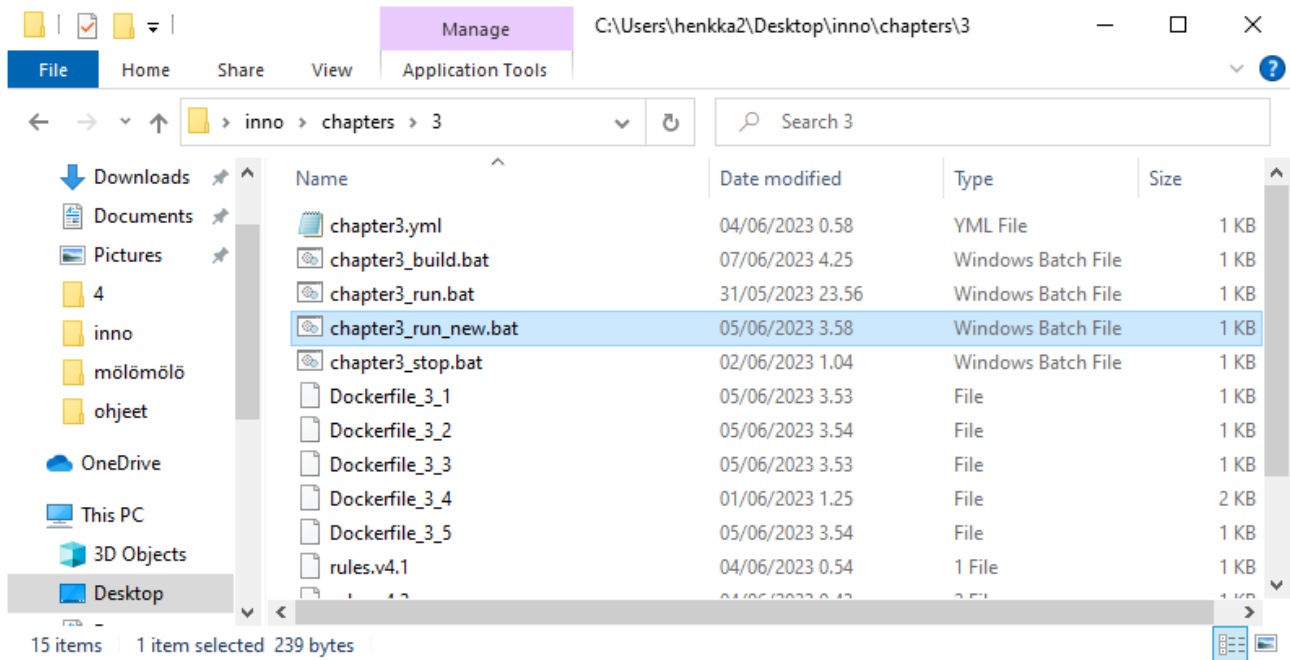 Manage C:\Users\henkka2\Desktop\inno\chapters\3
File Home Share View Application Tools
inno chapters 3 Search 3
Name Date modified Type Size
Downloads
Documents
Pictures
4
inno
mölömölö
ohjeet
OneDrive
This PC
3D Objects
Desktop
chapter3.yml 04/06/2023 0.58 YML File 1 KB
chapter3_build.bat 07/06/2023 4.25 Windows Batch File 1 KB
chapter3_run.bat 31/05/2023 23.56 Windows Batch File 1 KB
chapter3_run_new.bat 05/06/2023 3.58 Windows Batch File 1 KB
chapter3_stop.bat 02/06/2023 1.04 Windows Batch File 1 KB
Dockerfile_3_1 05/06/2023 3.53 File 1 KB
Dockerfile_3_2 05/06/2023 3.54 File 1 KB
Dockerfile_3_3 05/06/2023 3.53 File 1 KB
Dockerfile_3_4 01/06/2023 1.25 File 2 KB
Dockerfile_3_5 05/06/2023 3.54 File 1 KB
rules.v4.1 04/06/2023 0.54 1 File 1 KB
15 items 1 item selected 239 bytes